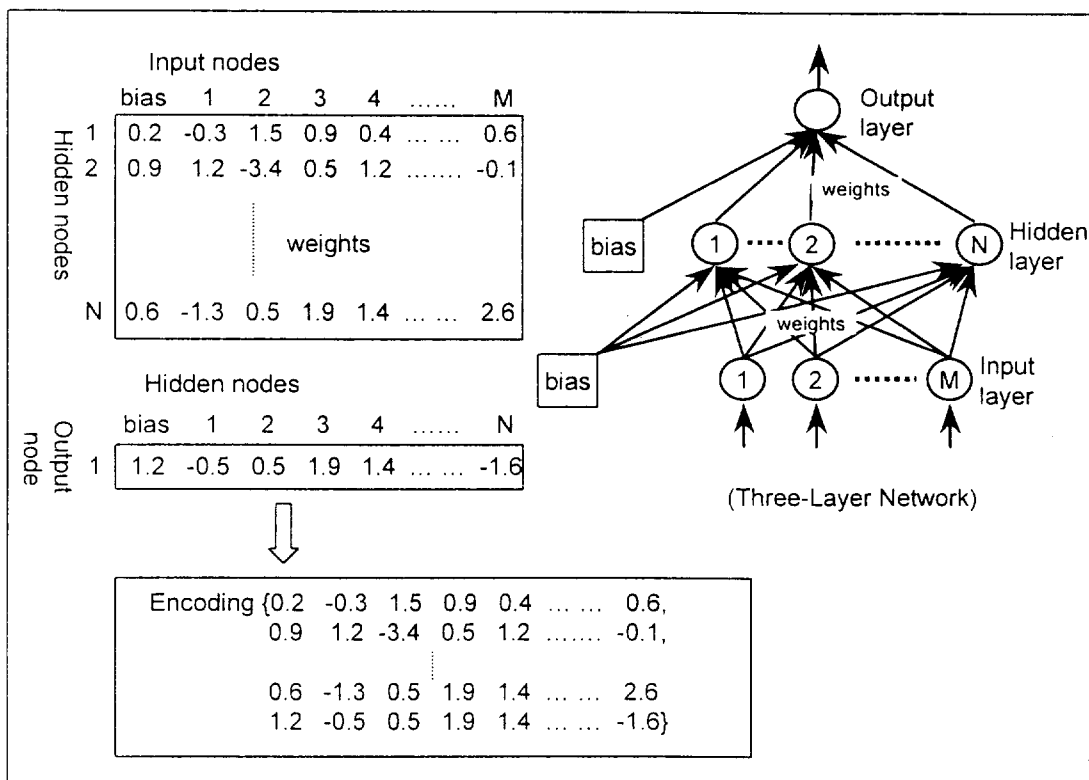 Input nodes
bias 1 2 3 4 …… M
Hidden nodes
1 0.2 -0.3 1.5 0.9 0.4 … … 0.6
2 0.9 1.2 -3.4 0.5 1.2 ……. -0.1
weights
N 0.6 -1.3 0.5 1.9 1.4 … … 2.6
Hidden nodes
bias 1 2 3 4 …… N
Output node
1 1.2 -0.5 0.5 1.9 1.4 … … -1.6
Encoding {0.2 -0.3 1.5 0.9 0.4 … … 0.6,
0.9 1.2 -3.4 0.5 1.2 ……. -0.1,
0.6 -1.3 0.5 1.9 1.4 … … 2.6
1.2 -0.5 0.5 1.9 1.4 … … -1.6}
Output
layer
weights
bias 1 2 N Hidden
layer
weights
bias 1 2 M Input
layer
(Three-Layer Network)